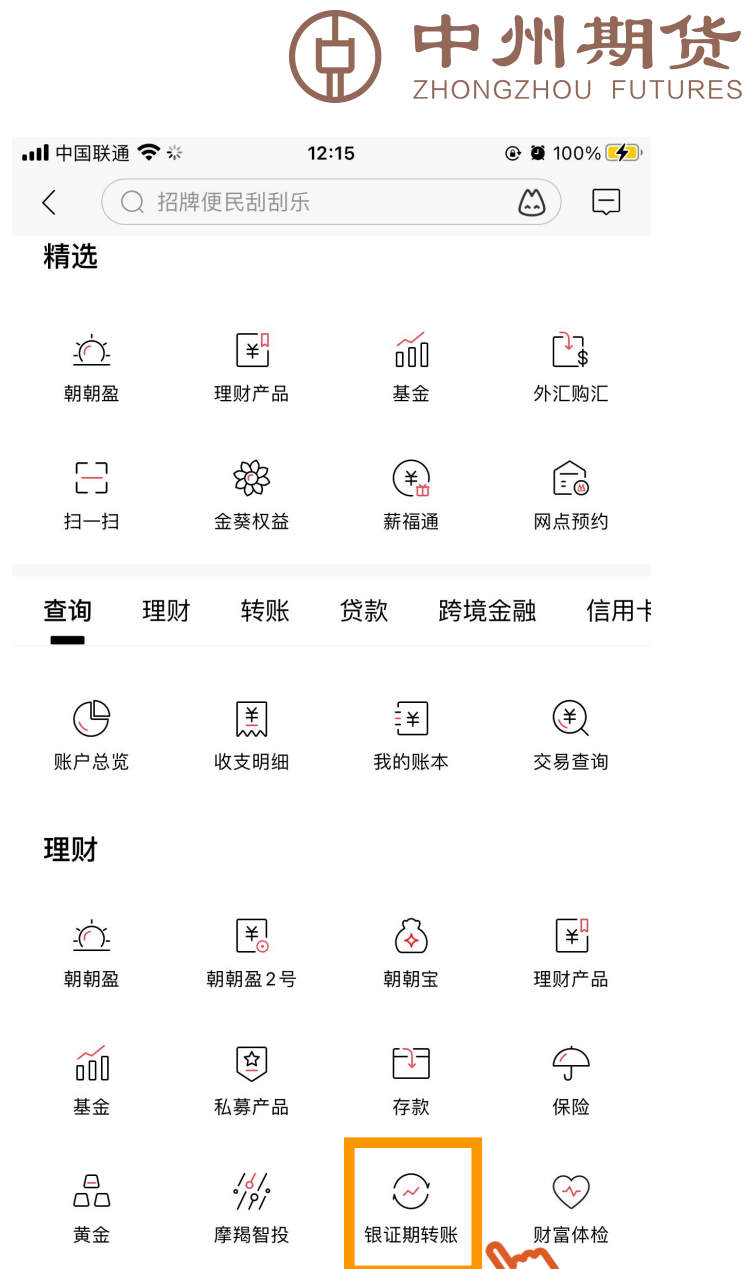 中州期货
ZHONGZHOU FUTURES
中国联通 12:15 100%
招牌便民刮刮乐
精选
朝朝盈 理财产品 基金 外汇购汇
扫一扫 金葵权益 薪福通 网点预约
查询 理财 转账 贷款 跨境金融 信用卡
账户总览 收支明细 我的账本 交易查询
理财
朝朝盈 朝朝盈2号 朝朝宝 理财产品
基金 私募产品 存款 保险
黄金 摩羯智投 银证期转账 财富体检